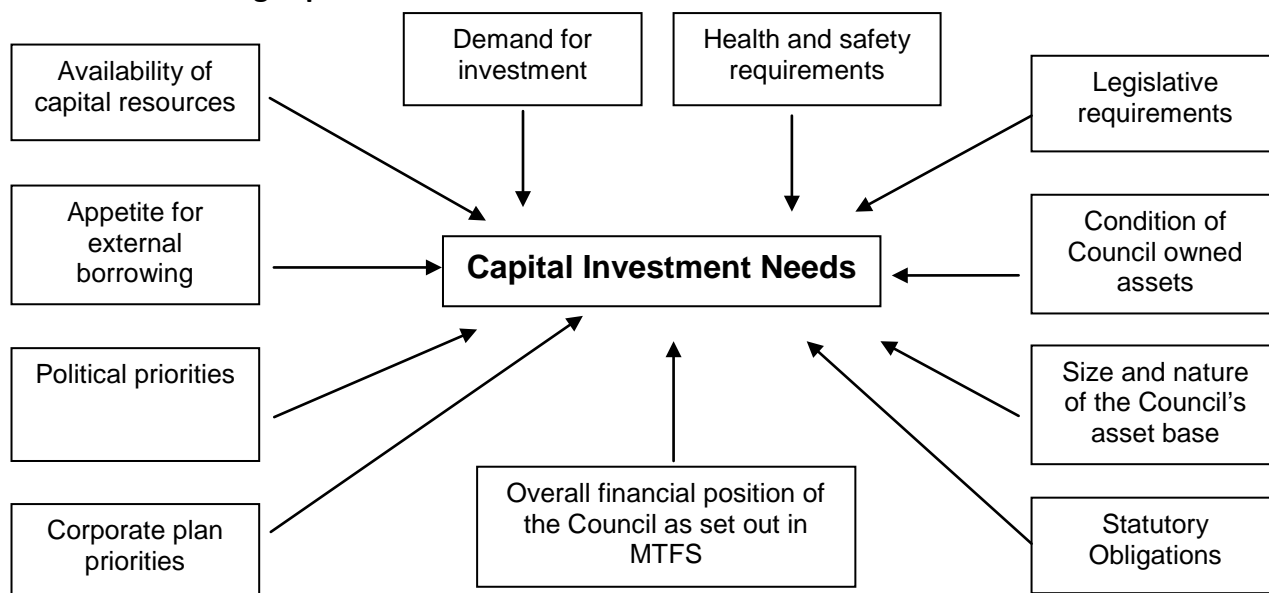 Availability of
capital resources
Demand for
investment
Health and safety
requirements
Legislative
requirements
Appetite for
external
borrowing
Capital Investment Needs
Condition of
Council owned
assets
Political priorities
Size and nature
of the Council's
asset base
Corporate plan
priorities
Overall financial position of
the Council as set out in
MTFS
Statutory
Obligations